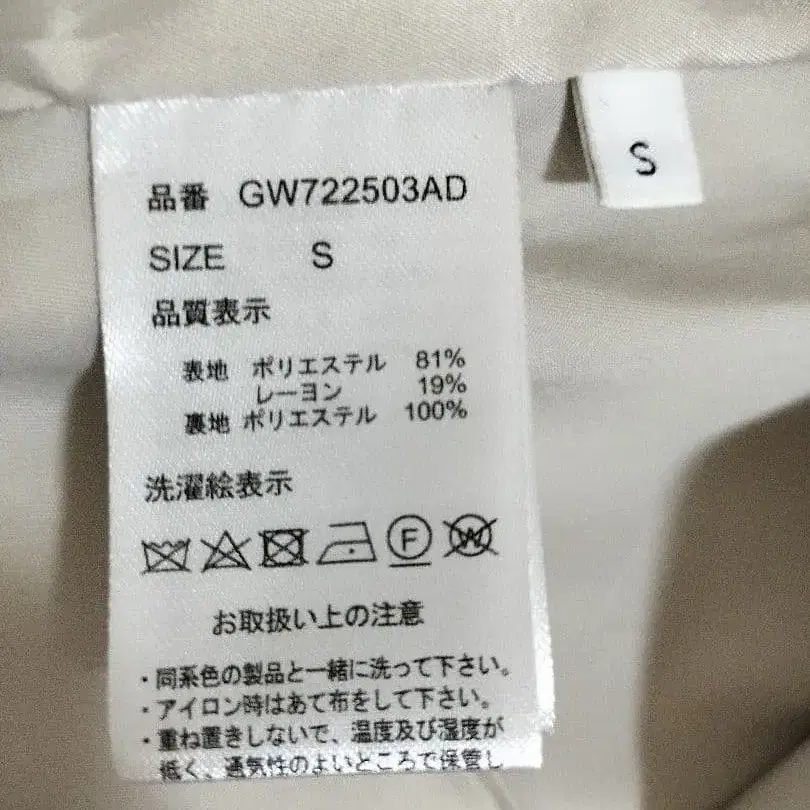 品番 GW722503AD
S
SIZE S
品質表示
表地 ポリエステル 81%
レーヨン 19%
裏地 ポリエステル 100%
洗濯絵表示
F W
お取扱い上の注意
・同系色の製品と一緒に洗って下さい。
・アイロン時はあて布をして下さい。
・重ね置きしないで、温度及び湿度が
低く、通気性のよいところで保管し